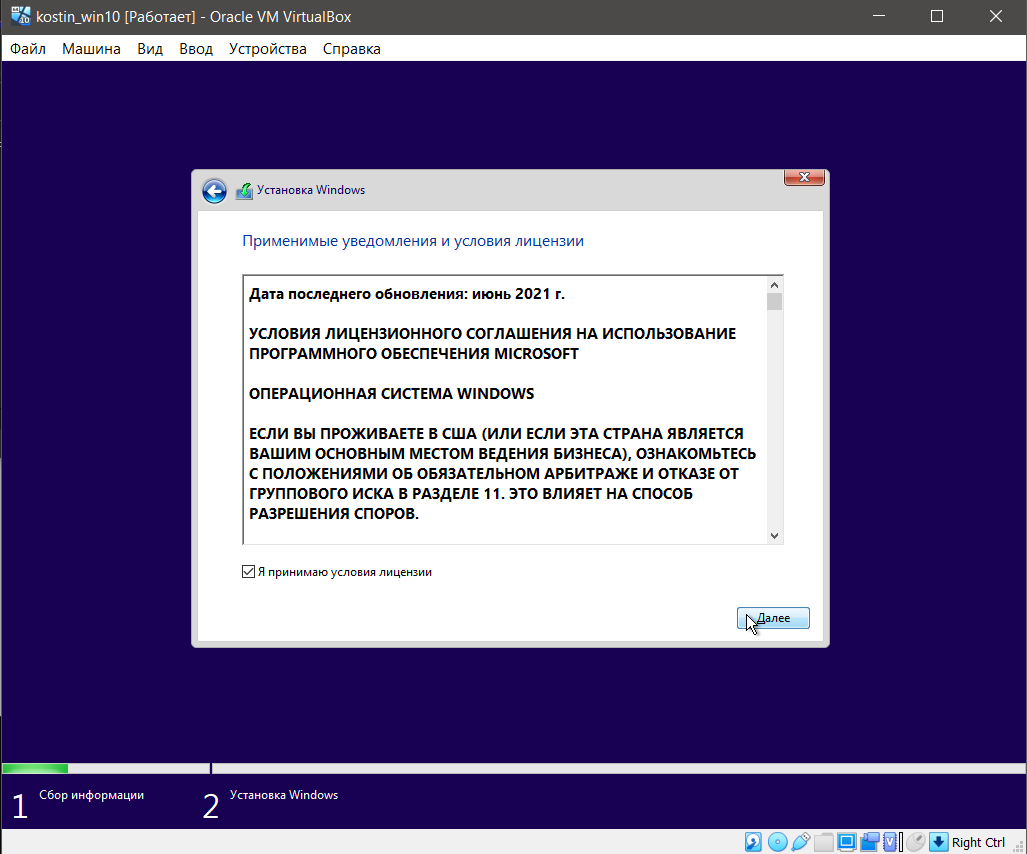 kostin_win10 [Работает] - Oracle VM VirtualBox
Файл Машина Вид Ввод Устройства Справка
Установка Windows
Применимые уведомления и условия лицензии
Дата последнего обновления: июнь 2021 г.
УСЛОВИЯ ЛИЦЕНЗИОННОГО СОГЛАШЕНИЯ НА ИСПОЛЬЗОВАНИЕ
ПРОГРАММНОГО ОБЕСПЕЧЕНИЯ MICROSOFT
ОПЕРАЦИОННАЯ СИСТЕМА WINDOWS
ЕСЛИ ВЫ ПРОЖИВАЕТЕ В США (ИЛИ ЕСЛИ ЭТА СТРАНА ЯВЛЯЕТСЯ
ВАШИМ ОСНОВНЫМ МЕСТОМ ВЕДЕНИЯ БИЗНЕСА), ОЗНАКОМЬТЕСЬ
С ПОЛОЖЕНИЯМИ ОБ ОБЯЗАТЕЛЬНОМ АРБИТРАЖЕ И ОТКАЗЕ ОТ
ГРУППОВОГО ИСКА В РАЗДЕЛЕ 11. ЭТО ВЛИЯЕТ НА СПОСОБ
РАЗРЕШЕНИЯ СПОРОВ.
Я принимаю условия лицензии
Далее
1 Сбор информации
2 Установка Windows
Right Ctrl